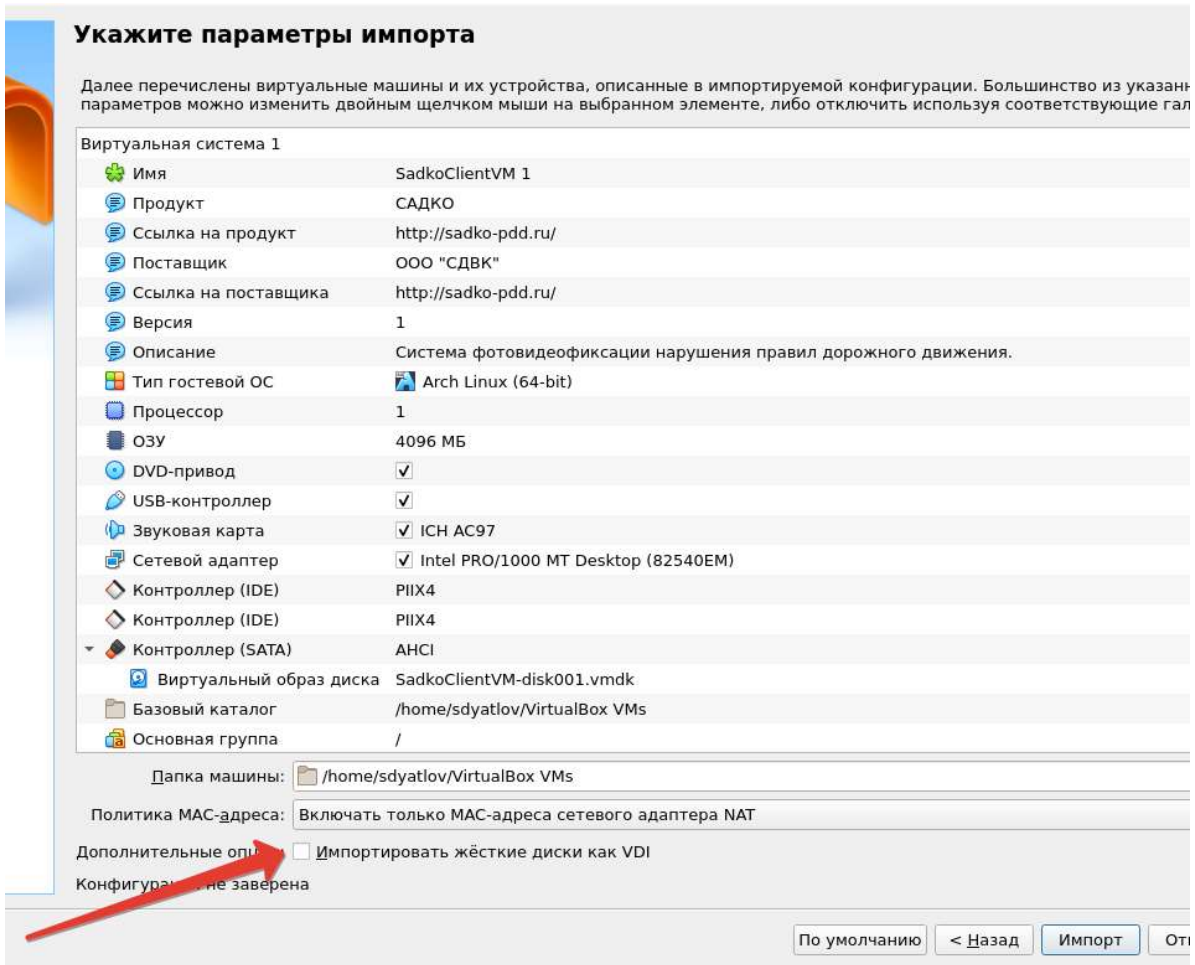 Укажите параметры импорта
Далее перечислены виртуальные машины и их устройства, описанные в импортируемой конфигурации. Большинство из
параметров можно изменить двойным щелчком мыши на выбранном элементе, либо отключить используя соответствующие
Виртуальная система 1
Имя SadkoClientVM 1
Продукт САДКО
Ссылка на продукт http://sadko-pdd.ru/
Поставщик ООО "СДВК"
Ссылка на поставщика http://sadko-pdd.ru/
Версия 1
Описание Система фотовидеофиксации нарушения правил дорожного движения.
Тип гостевой ОС Arch Linux (64-bit)
Процессор 1
ОЗУ 4096 МБ
DVD-привод
USB-контроллер
Звуковая карта ICH AC97
Сетевой адаптер Intel PRO/1000 MT Desktop (82540EM)
Контроллер (IDE) PIIX4
Контроллер (IDE) PIIX4
Контроллер (SATA) AHCI
Виртуальный образ диска SadkoClientVM-disk001.vmdk
Базовый каталог /home/sdyatlov/VirtualBox VMs
Основная группа /
Папка машины: /home/sdyatlov/VirtualBox VMs
Политика MAC-адреса: Включать только MAC-адреса сетевого адаптера NAT
Дополнительные Импортировать жёсткие диски как VDI
не заверена
По умолчанию < Назад Импорт